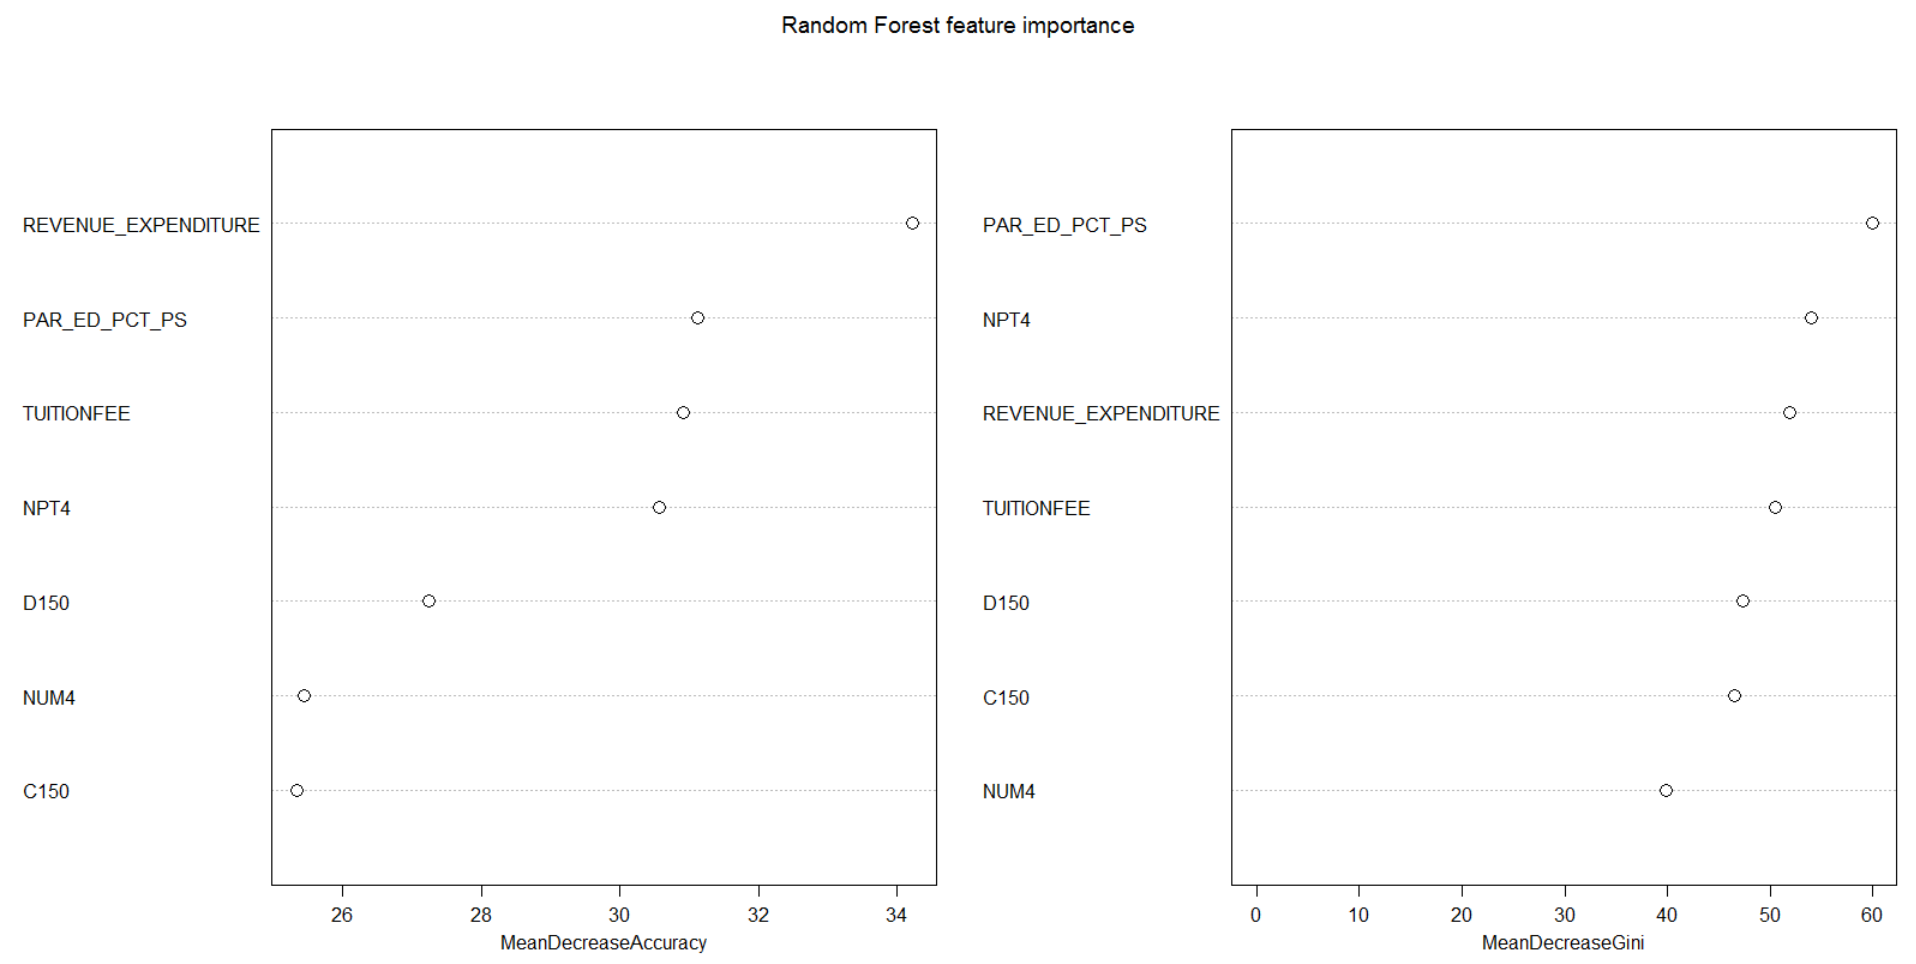 Random Forest feature importance
REVENUE_EXPENDITURE
PAR_ED_PCT_PS
TUITIONFEE
NPT4
D150
NUM4
C150
26 28 30 32 34
MeanDecreaseAccuracy
PAR_ED_PCT_PS
NPT4
REVENUE_EXPENDITURE
TUITIONFEE
D150
C150
NUM4
0 10 20 30 40 50 60
MeanDecreaseGini